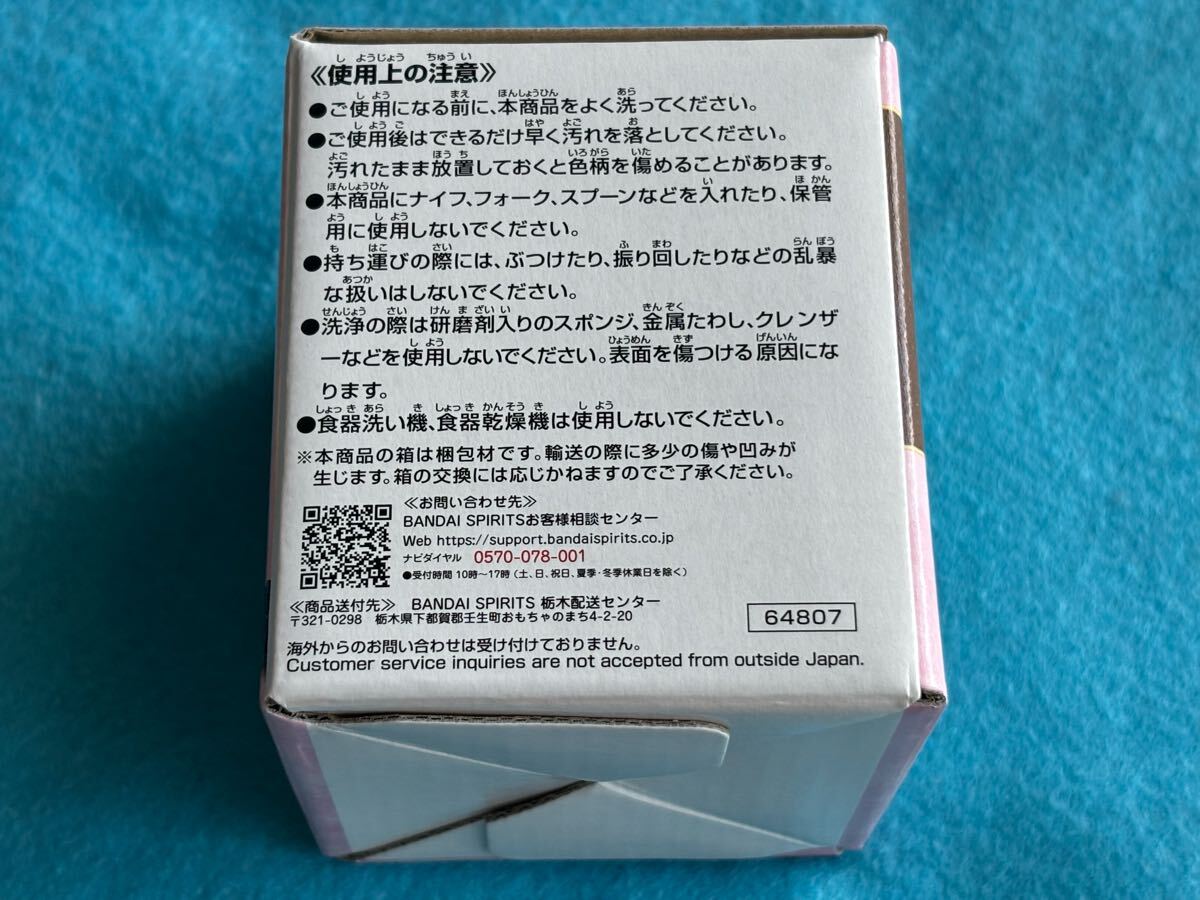 《使用上の注意》
●ご使用になる前に、本商品をよく洗ってください。
●ご使用後はできるだけ早く汚れを落としてください。
汚れたまま放置しておくと色柄を傷めることがあります。
●本商品にナイフ、フォーク、スプーンなどを入れたり、保管
用に使用しないでください。
●持ち運びの際には、ぶつけたり、振り回したりなどの乱暴
な扱いはしないでください。
●洗浄の際は研磨剤入りのスポンジ、金属たわし、クレンザ
ーなどを使用しないでください。表面を傷つける原因にな
ります。
●食器洗い機、食器乾燥機は使用しないでください。
※本商品の箱は梱包材です。輸送の際に多少の傷や凹みが
生じます。箱の交換には応じかねますのでご了承ください。
≪お問い合わせ先≫
BANDAI SPIRITSお客様相談センター
Web https://support.bandaispirits.co.jp
ナビダイヤル 0570-078-001
●受付時間 10時～17時（土、日、祝日、夏季・冬季休業日を除く）
≪商品送付先≫ BANDAI SPIRITS 栃木配送センター
〒321-0298 栃木県下都賀郡壬生町おもちゃのまち4-2-20
64807
海外からのお問い合わせは受け付けておりません。
Customer service inquiries are not accepted from outside Japan.